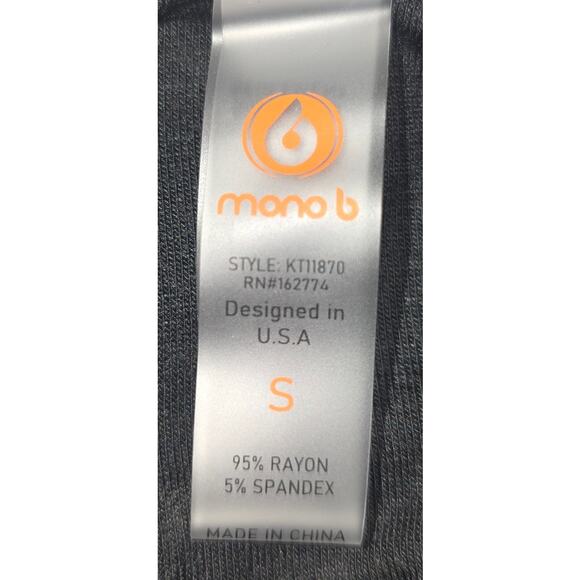 mono b
STYLE: KT11870
RN#162774
Designed in
U.S.A
S
95% RAYON
5% SPANDEX
MADE IN CHINA